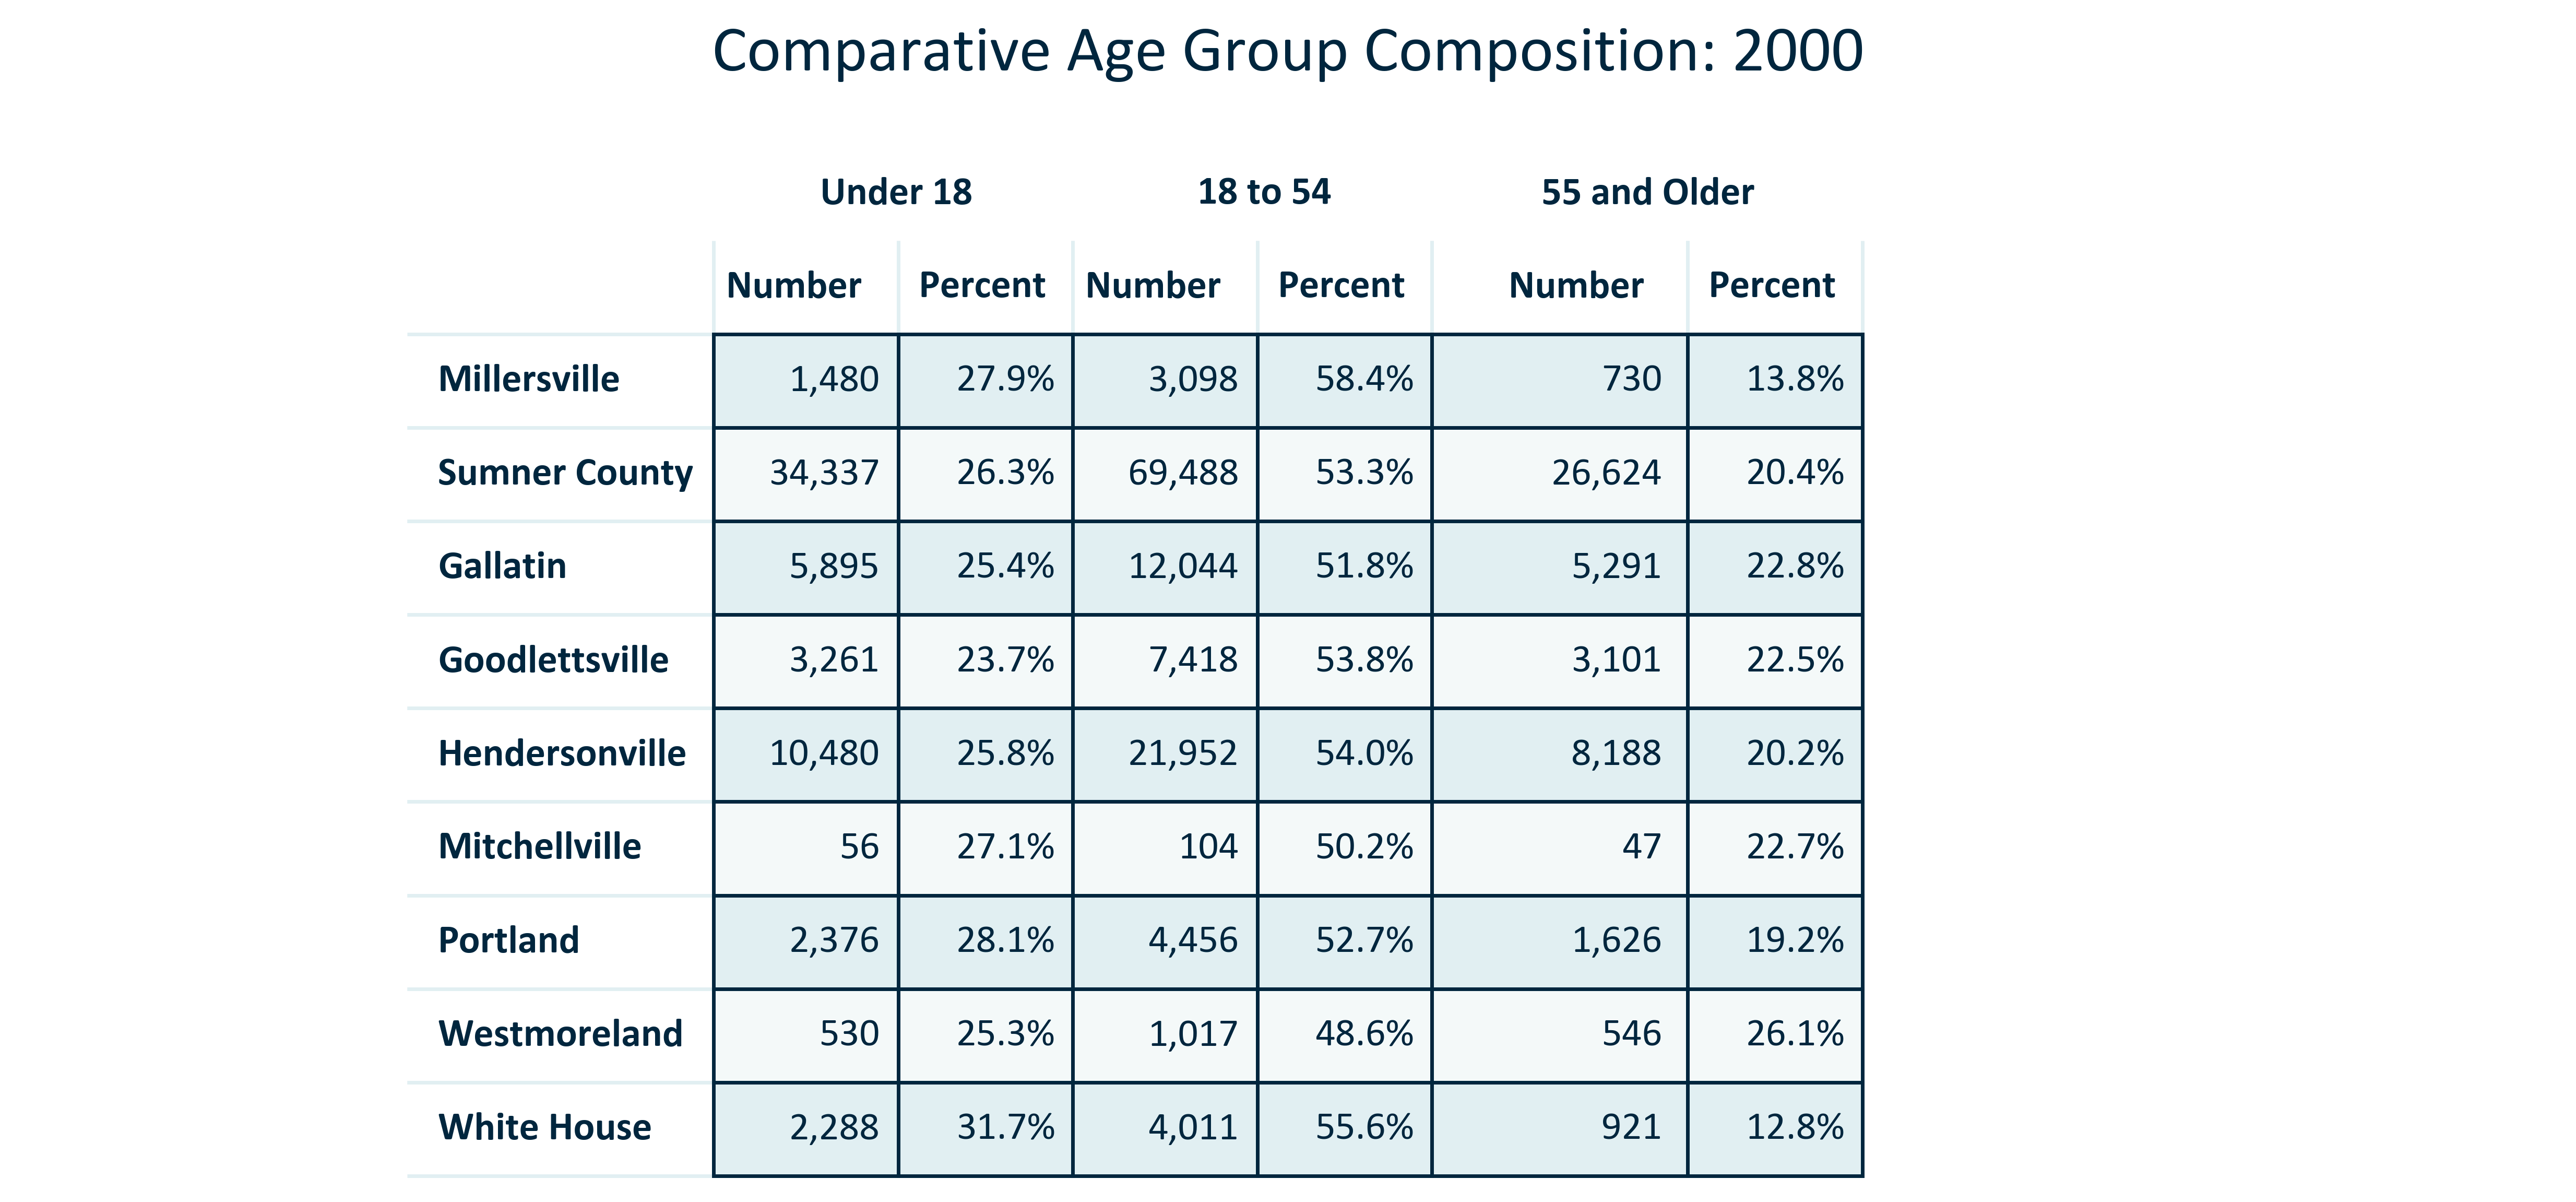 Comparative Age Group Composition: 2000
Under 18 18 to 54 55 and Older
Number Percent Number Percent Number Percent
Millersville 1,480 27.9% 3,098 58.4% 730 13.8%
Sumner County 34,337 26.3% 69,488 53.3% 26,624 20.4%
Gallatin 5,895 25.4% 12,044 51.8% 5,291 22.8%
Goodlettsville 3,261 23.7% 7,418 53.8% 3,101 22.5%
Hendersonville 10,480 25.8% 21,952 54.0% 8,188 20.2%
Mitchellville 56 27.1% 104 50.2% 47 22.7%
Portland 2,376 28.1% 4,456 52.7% 1,626 19.2%
Westmoreland 530 25.3% 1,017 48.6% 546 26.1%
White House 2,288 31.7% 4,011 55.6% 921 12.8%